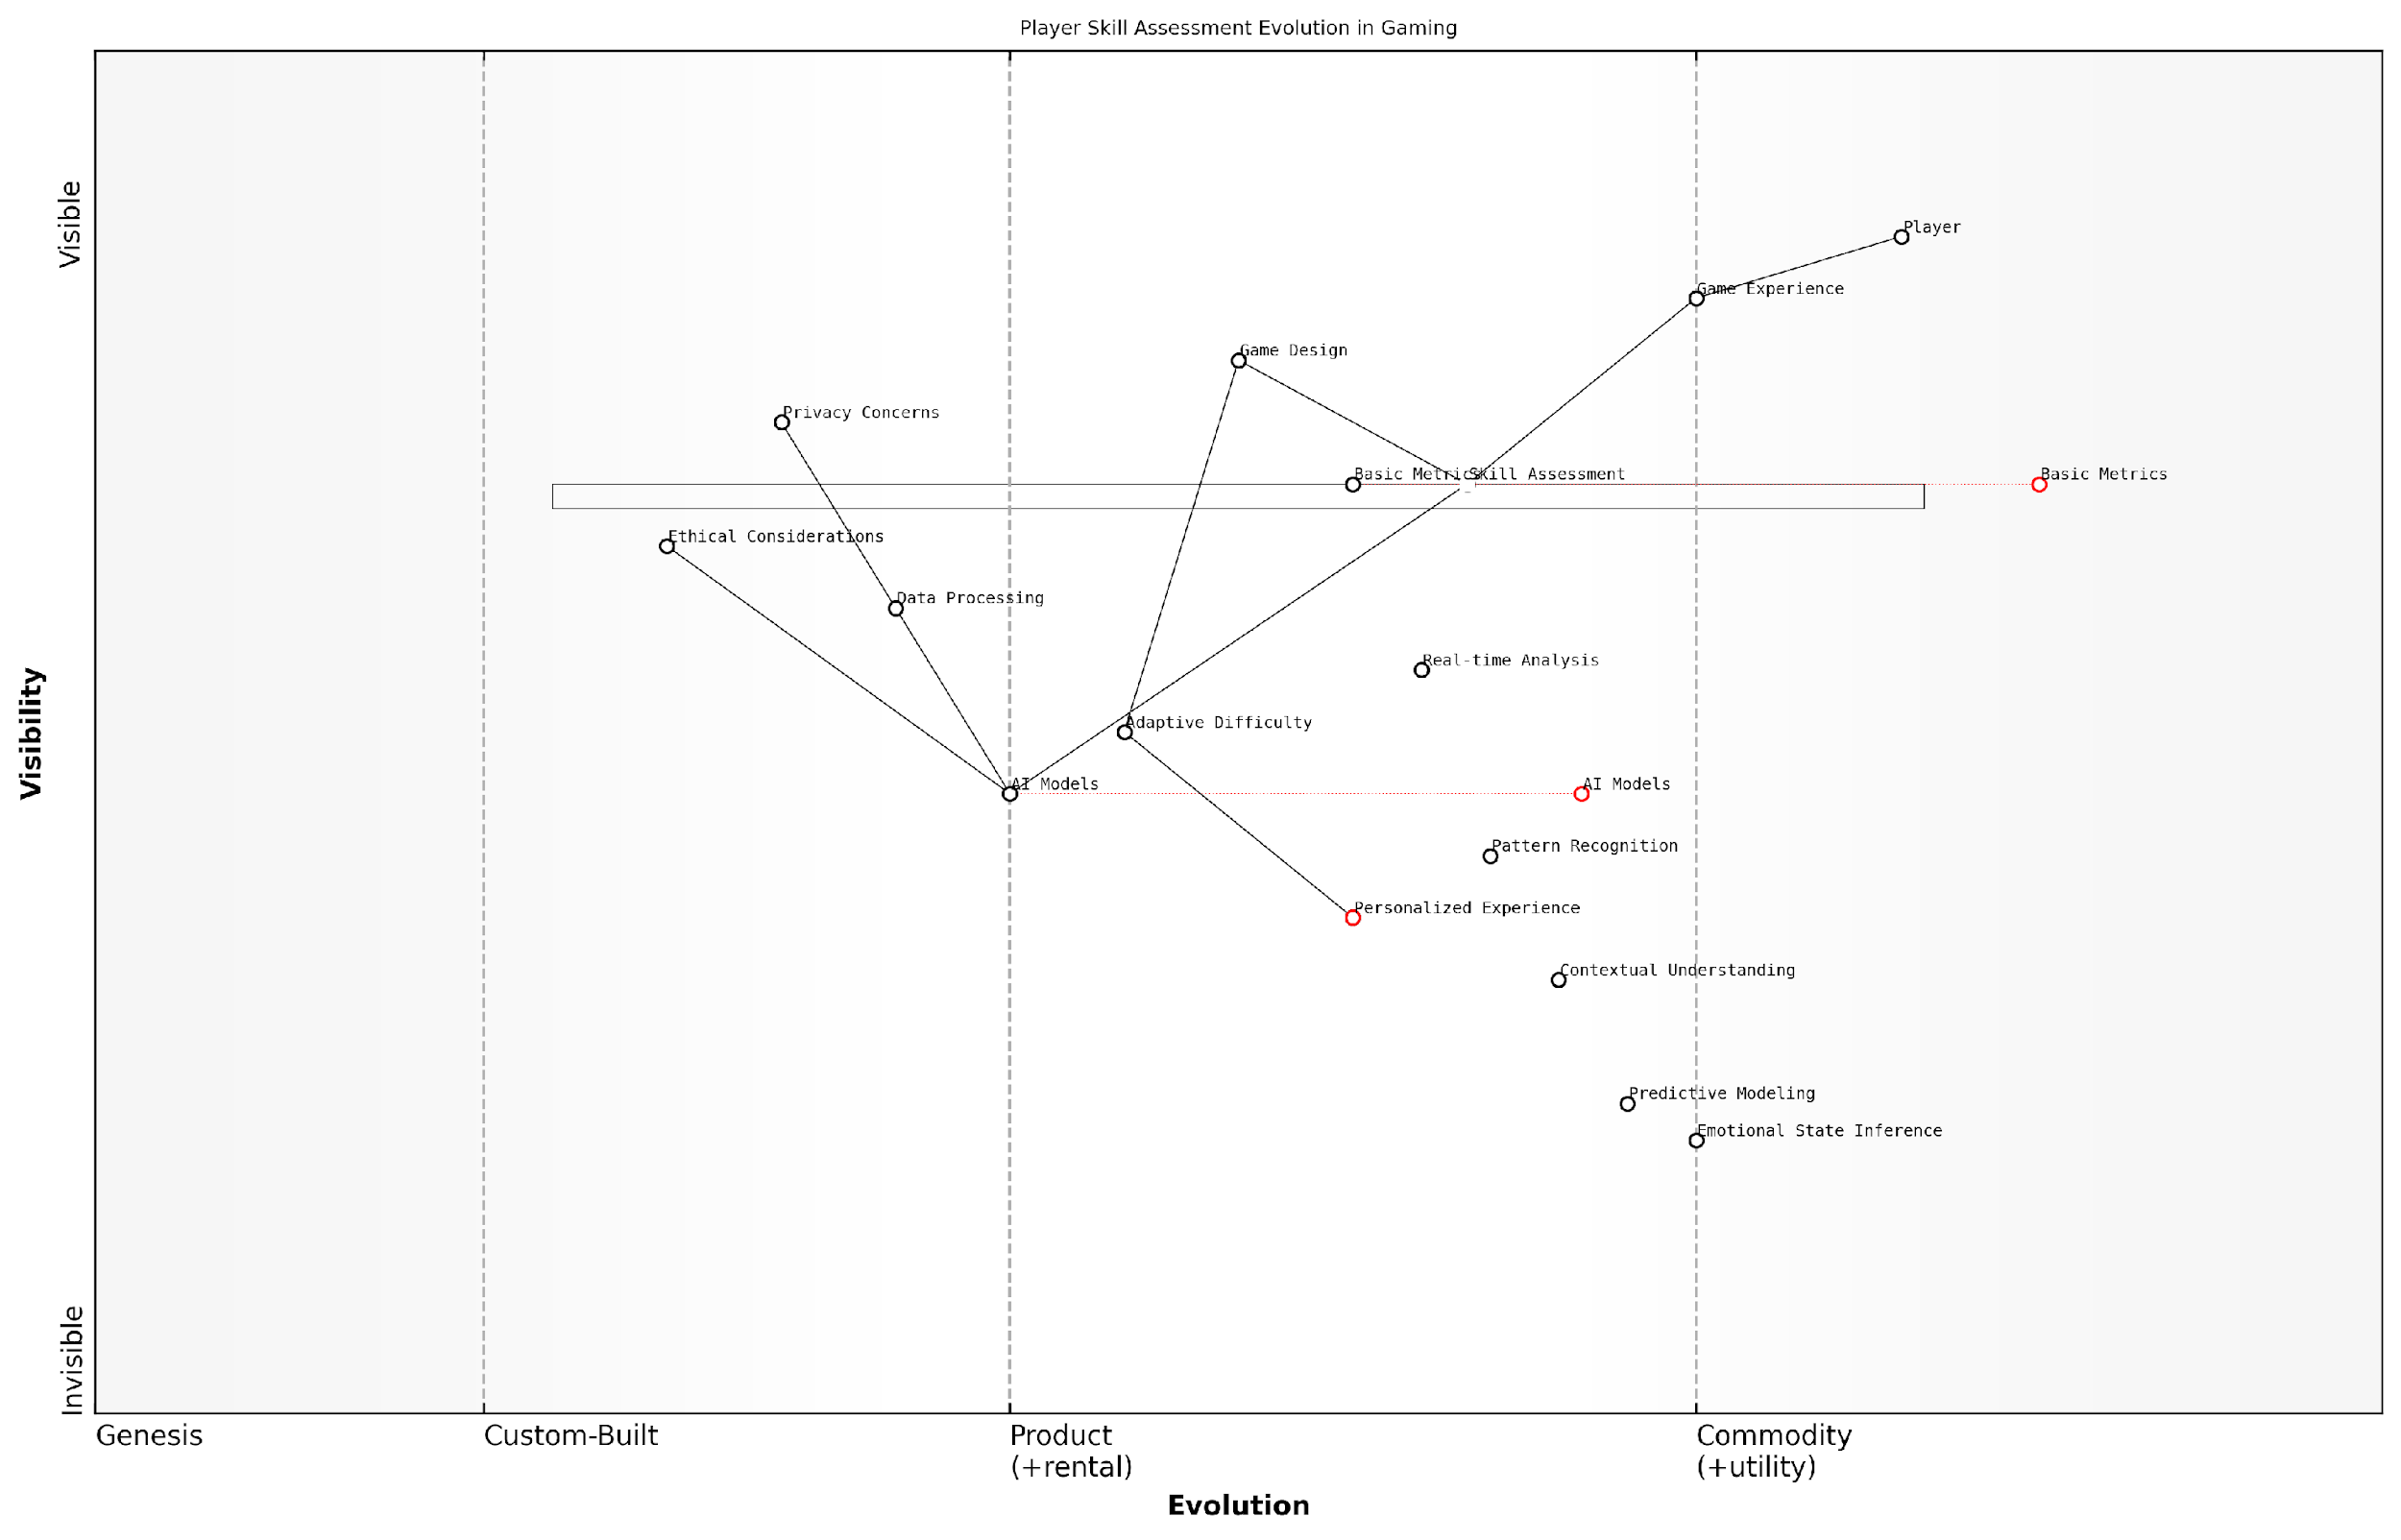 Player Skill Assessment Evolution in Gaming
Visible
Player
Game Experience
Game Design
Privacy Concerns
Basic Metrics
Skill Assessment
Basic Metrics
Ethical Considerations
Data Processing
Real-time Analysis
Visibility
Adaptive Difficulty
AI Models
AI Models
Pattern Recognition
Personalized Experience
Contextual Understanding
Predictive Modeling
Emotional State Inference
Invisible
Genesis
Custom-Built
Product
(+rental)
Commodity
(+utility)
Evolution